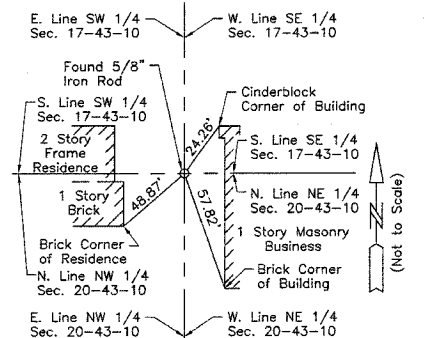 E. Line SW 1/4
Sec. 17-43-10
W. Line SE 1/4
Sec. 17-43-10
Found 5/8"
Iron Rod
Cinderblock
Corner of Building
S. Line SW 1/4
Sec. 17-43-10
2 Story
Frame
Residence
24.26'
S. Line SE 1/4
Sec. 17-43-10
1 Story
Brick
48.87'
57.82'
N. Line NE 1/4
Sec. 20-43-10
1 Story Masonry
Business
Brick Corner
of Residence
N. Line NW 1/4
Sec. 20-43-10
Brick Corner
of Building
N
(Not to Scale)
E. Line NW 1/4
Sec. 20-43-10
W. Line NE 1/4
Sec. 20-43-10